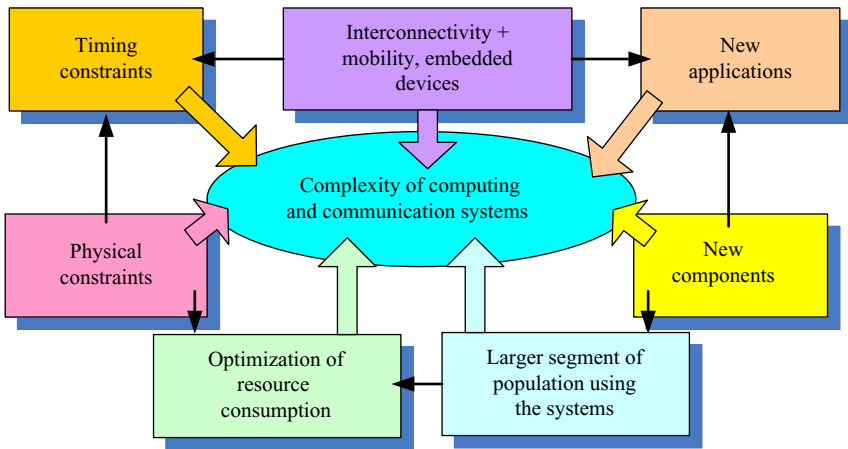 Timing
constraints
Interconnectivity +
mobility, embedded
devices
New
applications
Complexity of computing
and communication systems
Physical
constraints
New
components
Optimization of
resource
consumption
Larger segment of
population using
the systems